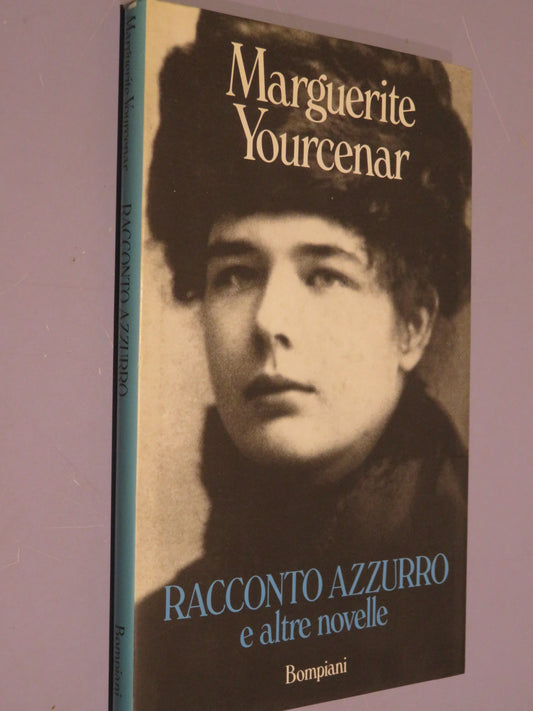 Marguerite
Yourcenar
RACCONTO AZZURRO
e altre novelle
Bompiani
Marguerite Yourcenar RACCONTO AZZURRO Bompiani